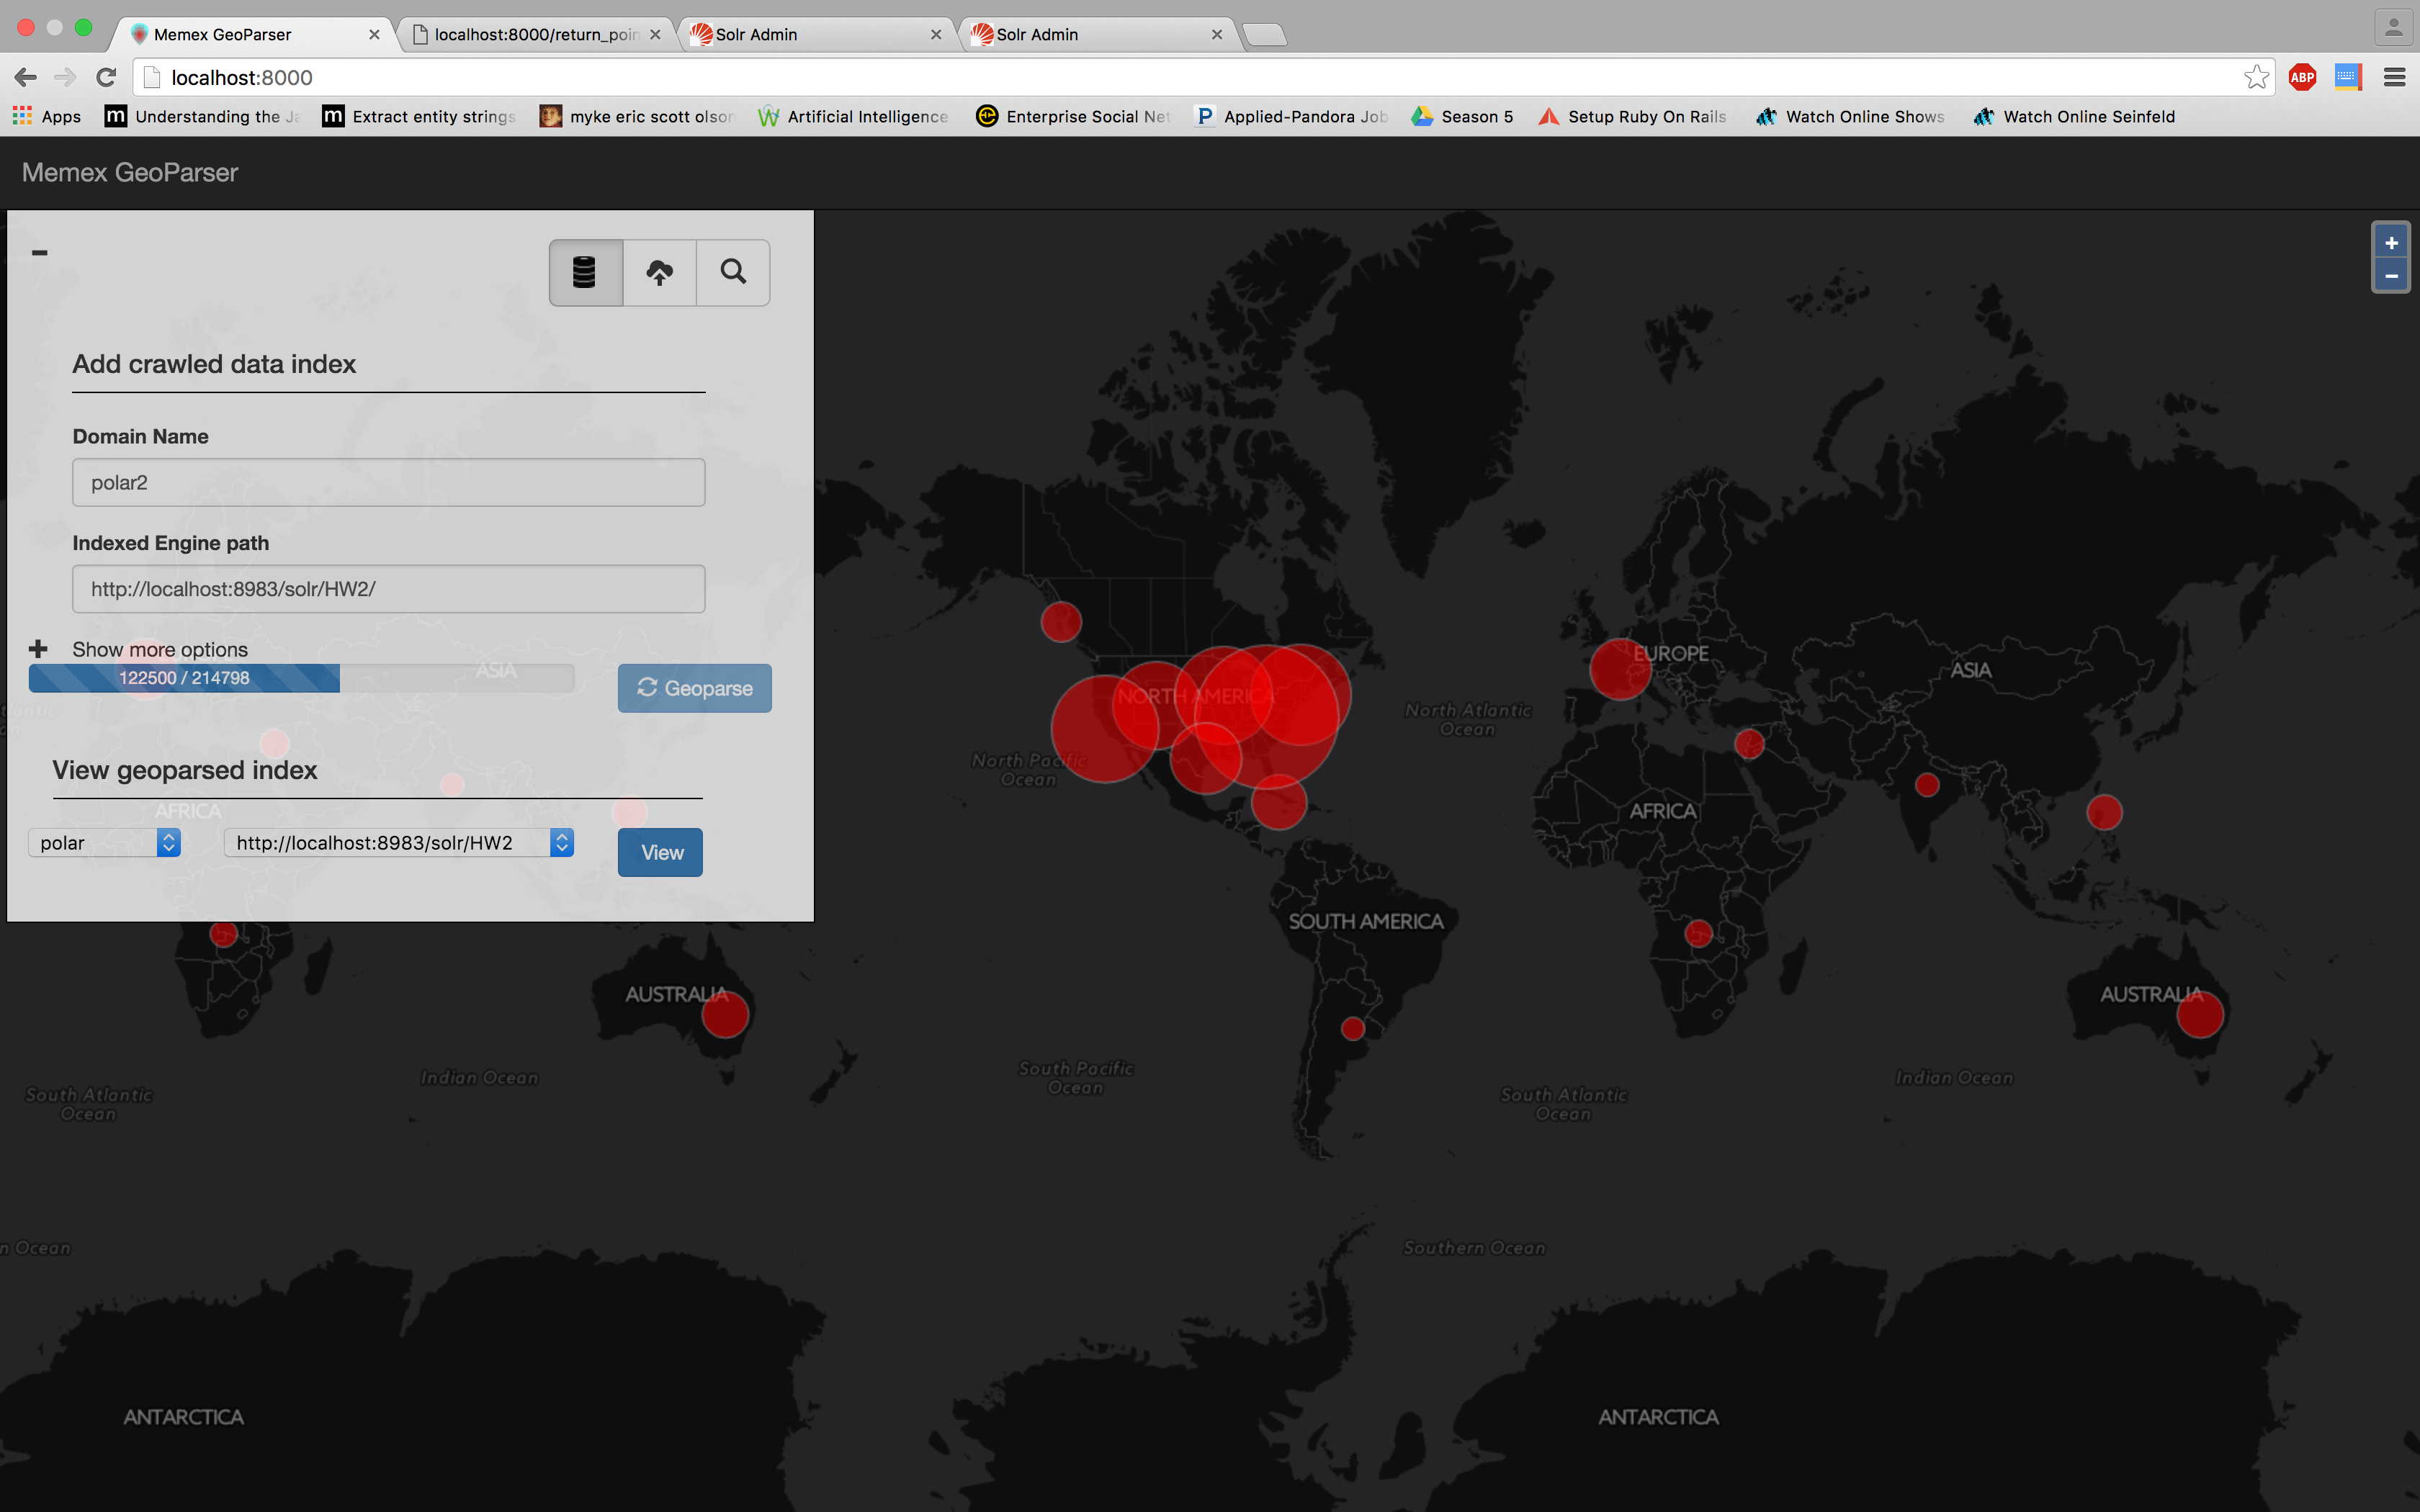 Memex GeoParser
localhost:8000/return_poin
Solr Admin
Solr Admin
localhost:8000
ABP
Apps
Understanding the Ja
Extract entity strings
myke eric scott olson
Artificial Intelligence
Enterprise Social Net
Applied-Pandora Job
Season 5
Setup Ruby On Rails
Watch Online Shows
Watch Online Seinfeld
Memex GeoParser
Add crawled data index
Domain Name
polar2
Indexed Engine path
http://localhost:8983/solr/HW2/
Show more options
122500 / 214798
Geoparse
ASIA
View geoparsed index
AFRICA
polar
http://localhost:8983/solr/HW2
View
NORTH AMERICA
EUROPE
ASIA
North Atlantic
Ocean
North Pacific
Ocean
AFRICA
SOUTH AMERICA
AUSTRALIA
AUSTRALIA
South Atlantic
Ocean
Indian Ocean
South Pacific
Ocean
South Atlantic
Ocean
Indian Ocean
n Ocean
Southern Ocean
ANTARCTICA
ANTARCTICA